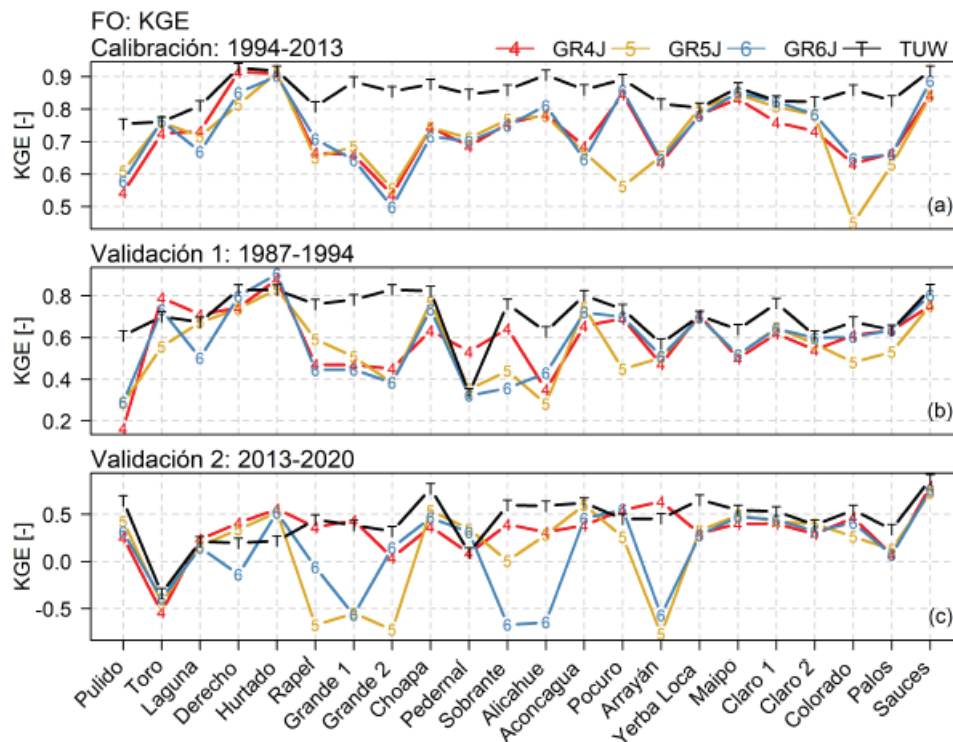 FO: KGE
Calibración: 1994-2013
4 GR4J 5 GR5J 6 GR6J T TUW
KGE [-]
0.9
0.8
0.7
0.6
0.5
(a)
Validación 1: 1987-1994
KGE [-]
0.8
0.6
0.4
0.2
(b)
Validación 2: 2013-2020
KGE [-]
0.5
0.0
-0.5
(c)
Pulido
Toro
Laguna
Derecho
Hurtado
Rapel
Grande 1
Grande 2
Choapa
Pedernal
Sobrante
Alicahue
Aconcagua
Pocuro
Arrayán
Yerba Loca
Maipo
Claro 1
Claro 2
Colorado
Palos
Sauces